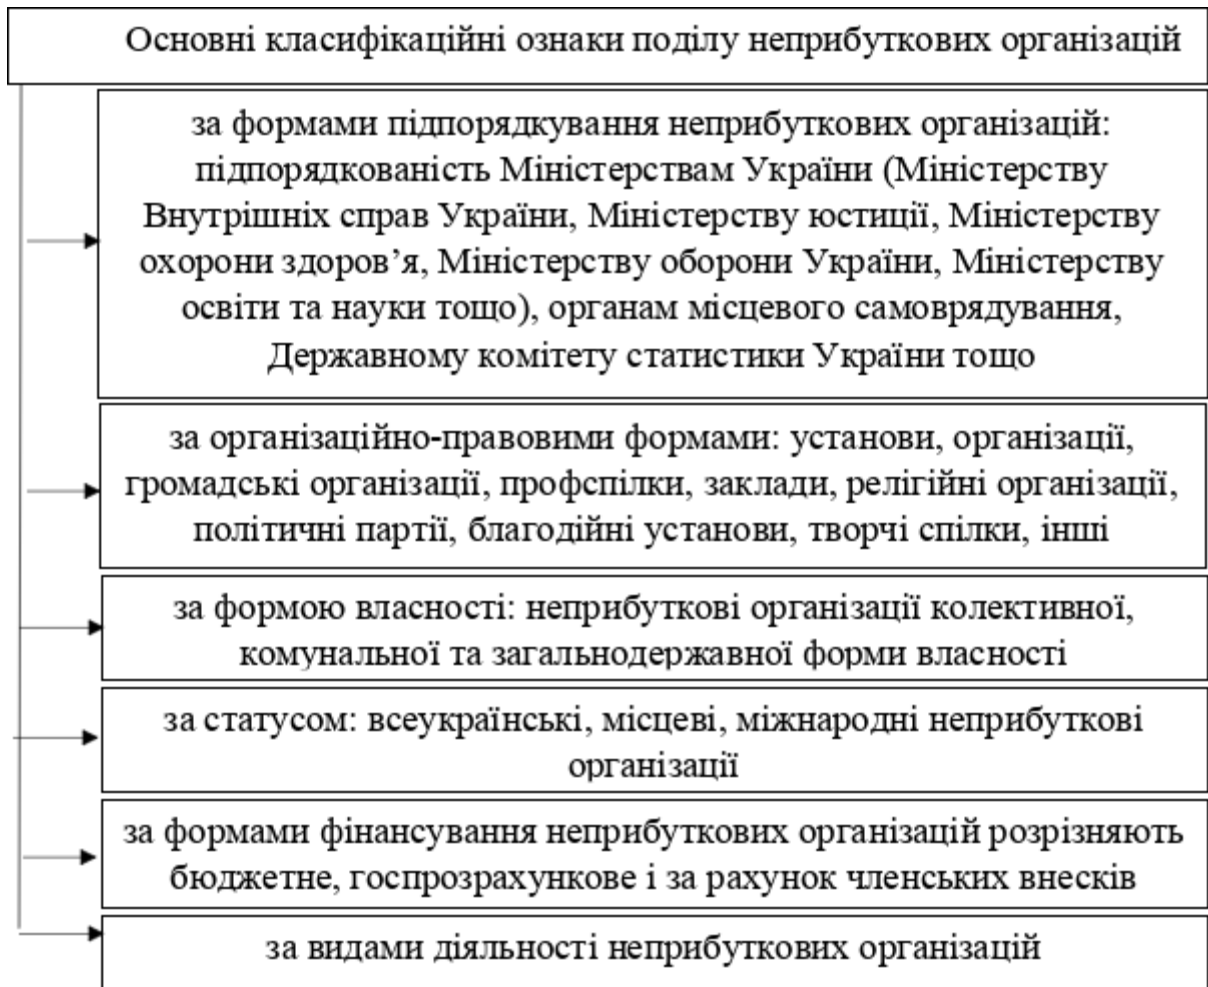 Основні класифікаційні ознаки поділу неприбуткових організацій
за формами підпорядкування неприбуткових організацій:
підпорядкованість Міністерствам України (Міністерству
Внутрішніх справ України, Міністерству юстиції, Міністерству
охорони здоров’я, Міністерству оборони України, Міністерству
освіти та науки тощо), органам місцевого самоврядування,
Державному комітету статистики України тощо
за організаційно-правовими формами: установи, організації,
громадські організації, профспілки, заклади, релігійні організації,
політичні партії, благодійні установи, творчі спілки, інші
за формою власності: неприбуткові організації колективної,
комунальної та загальнодержавної форми власності
за статусом: всеукраїнські, місцеві, міжнародні неприбуткові
організації
за формами фінансування неприбуткових організацій розрізняють
бюджетне, госпрозрахункове і за рахунок членських внесків
за видами діяльності неприбуткових організацій